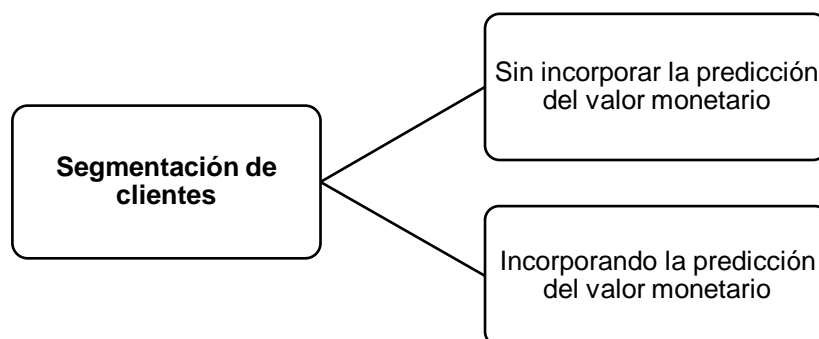 Segmentación de
clientes
Sin incorporar la predicción
del valor monetario
Incorporando la predicción
del valor monetario